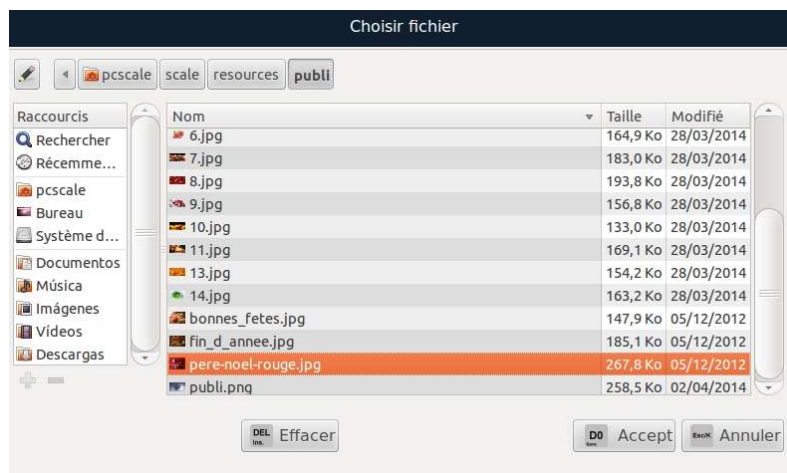 Choisir fichier
pcscale scale resources publi
Raccourcis
Rechercher
Récemme...
pcscale
Bureau
Système d...
Documentos
Música
Imágenes
Vídeos
Descargas
Nom Taille Modifié
6.jpg 164,9 Ko 28/03/2014
7.jpg 183,0 Ko 28/03/2014
8.jpg 193,8 Ko 28/03/2014
9.jpg 156,8 Ko 28/03/2014
10.jpg 133,0 Ko 28/03/2014
11.jpg 169,1 Ko 28/03/2014
13.jpg 154,2 Ko 28/03/2014
14.jpg 163,2 Ko 28/03/2014
bonnes_fetes.jpg 147,9 Ko 05/12/2012
fin_d_annee.jpg 185,1 Ko 05/12/2012
pere-noel-rouge.jpg 267,8 Ko 05/12/2012
publi.png 258,5 Ko 02/04/2014
DEL Ins. Effacer
D0 Accept
Esc/K Annuler